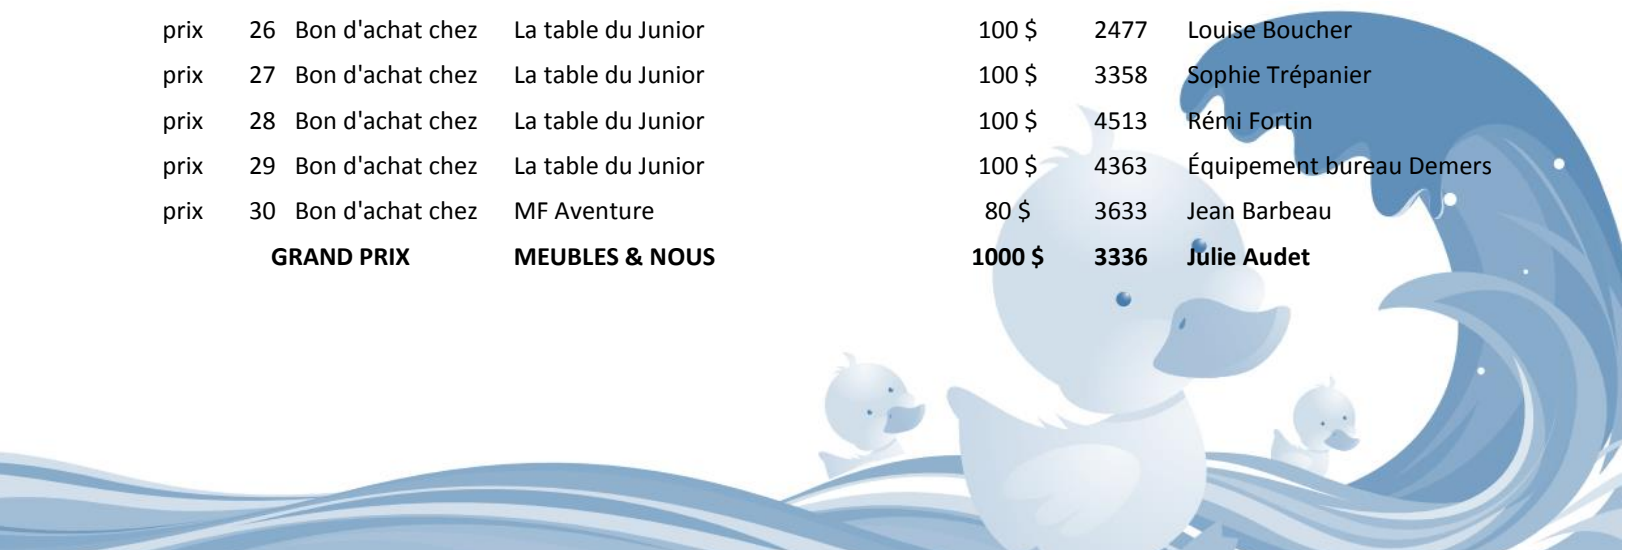 prix 26 Bon d'achat chez La table du Junior 100 $ 2477 Louise Boucher
prix 27 Bon d'achat chez La table du Junior 100 $ 3358 Sophie Trépanier
prix 28 Bon d'achat chez La table du Junior 100 $ 4513 Rémi Fortin
prix 29 Bon d'achat chez La table du Junior 100 $ 4363 Équipement bureau Demers
prix 30 Bon d'achat chez MF Aventure 80 $ 3633 Jean Barbeau
GRAND PRIX MEUBLES & NOUS 1000 $ 3336 Julie Audet